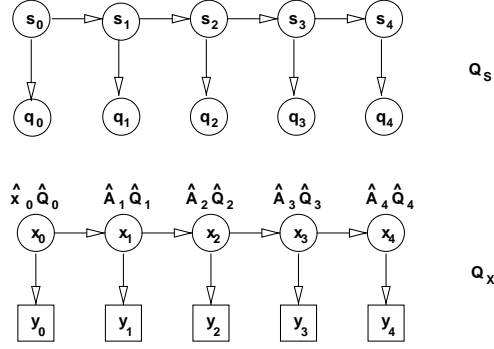 s0 s1 s2 s3 s4
QS
q0 q1 q2 q3 q4
x̂0 Q̂0 Â1 Q̂1 Â2 Q̂2 Â3 Q̂3 Â4 Q̂4
x0 x1 x2 x3 x4
QX
y0 y1 y2 y3 y4